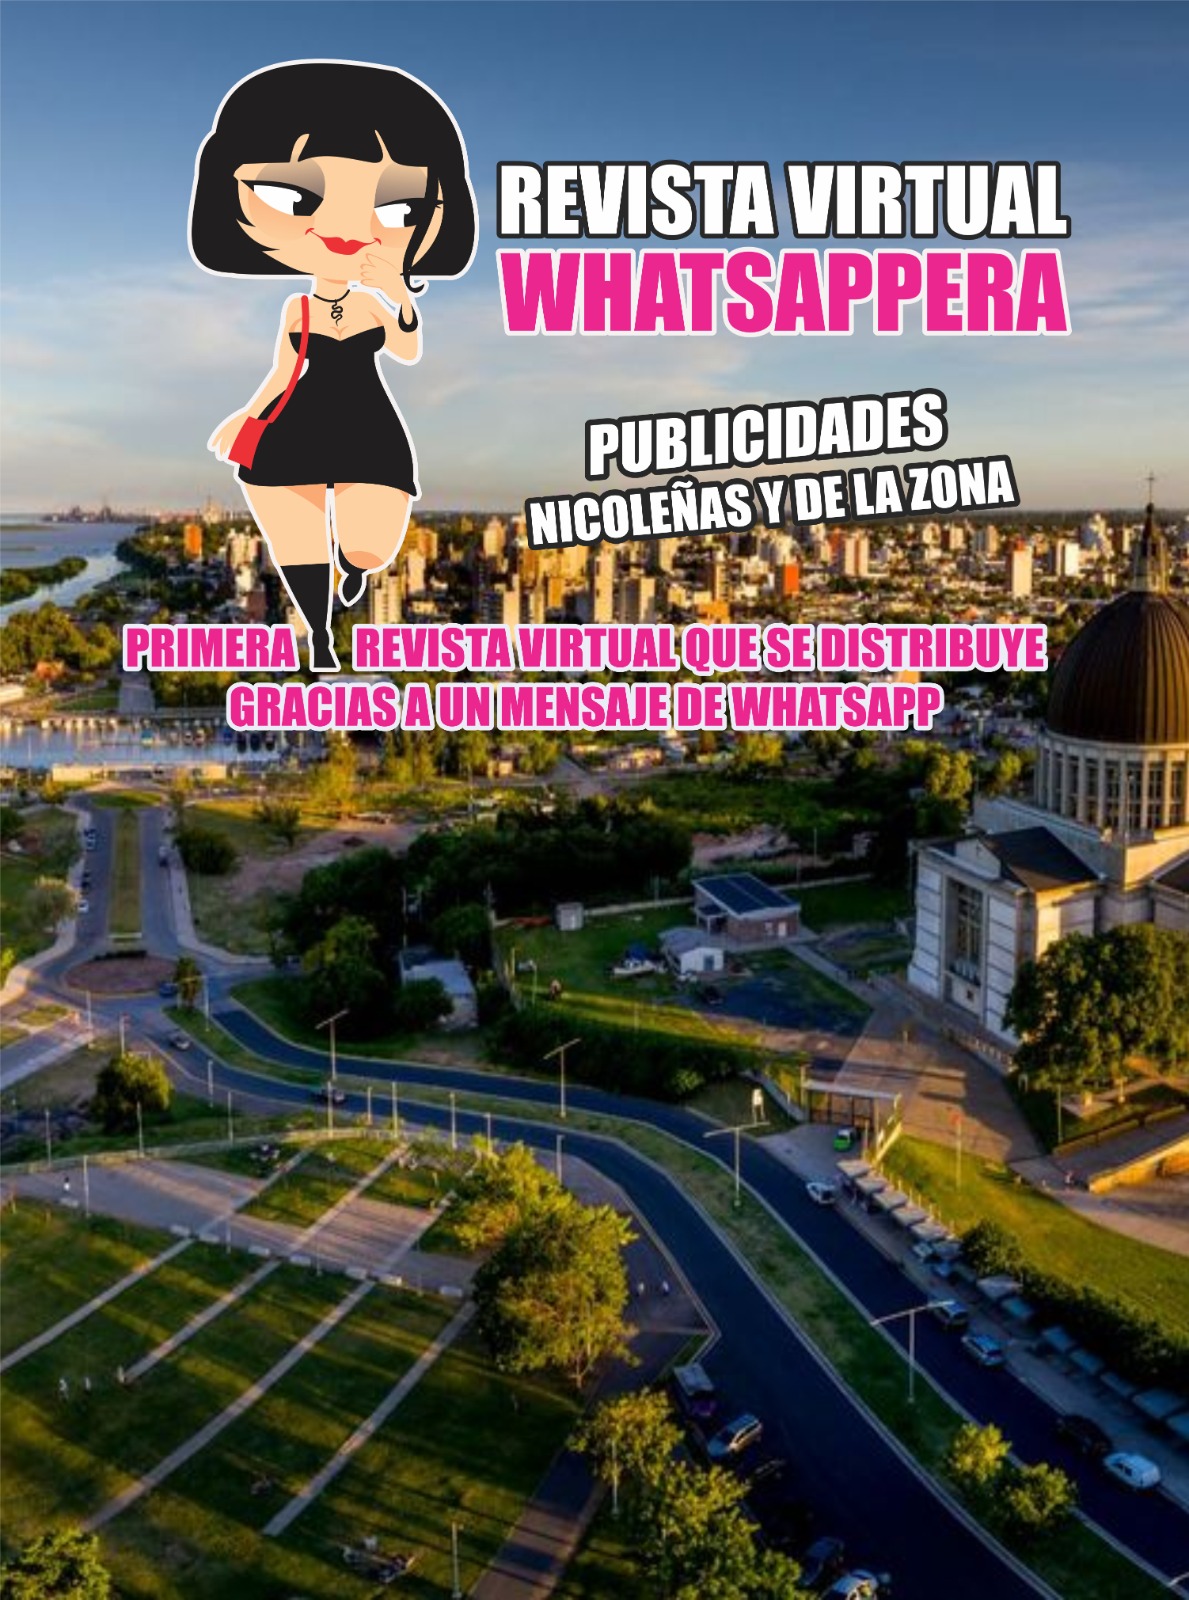 REVISTA VIRTUAL
WHATSAPPERA
PUBLICIDADES
NICOLEÑAS Y DE LA ZONA
PRIMERA REVISTA VIRTUAL QUE SE DISTRIBUYE
GRACIAS A UN MENSAJE DE WHATSAPP